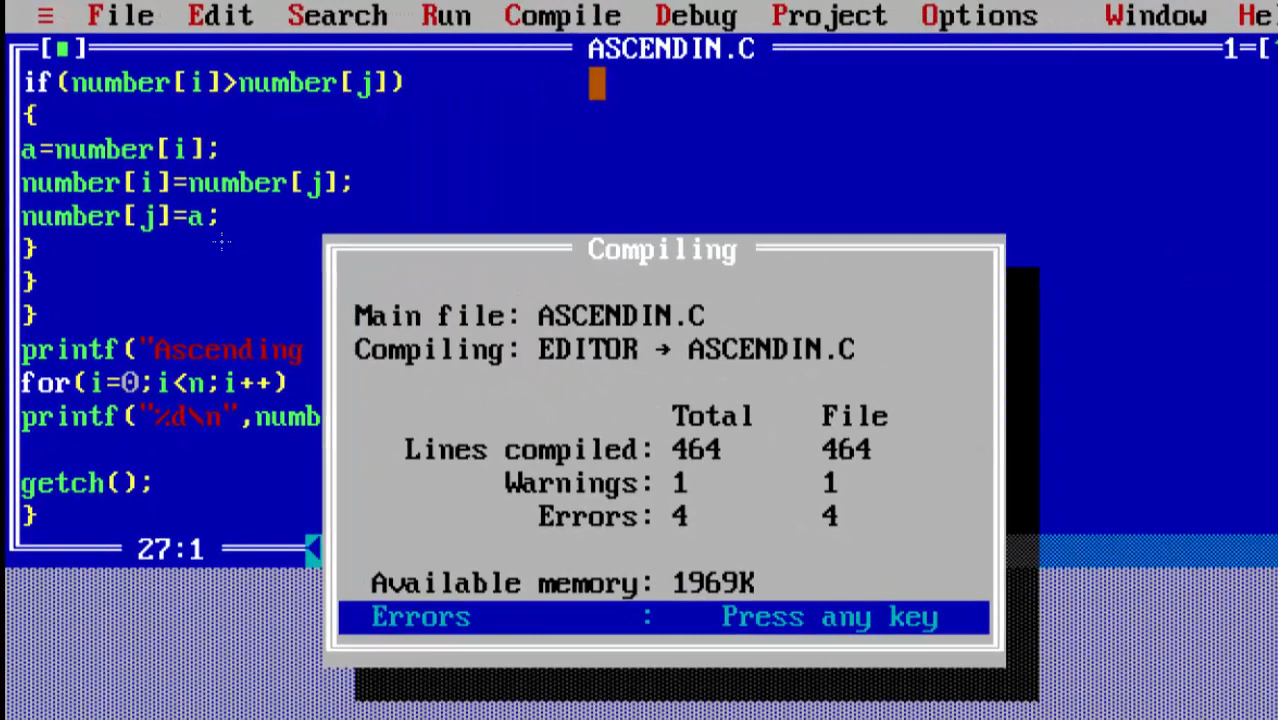 ≡ File Edit Search Run Compile Debug Project Options Window He
[■] ASCENDIN.C 1=[
if(number[i]>number[j])
{
a=number[i];
number[i]=number[j];
number[j]=a;
}
}
}
printf("Ascending
for(i=0;i<n;i++)
printf("%d\n",numb
getch();
}
27:1
Compiling
Main file: ASCENDIN.C
Compiling: EDITOR → ASCENDIN.C
Total File
Lines compiled: 464 464
Warnings: 1 1
Errors: 4 4
Available memory: 1969K
Errors : Press any key